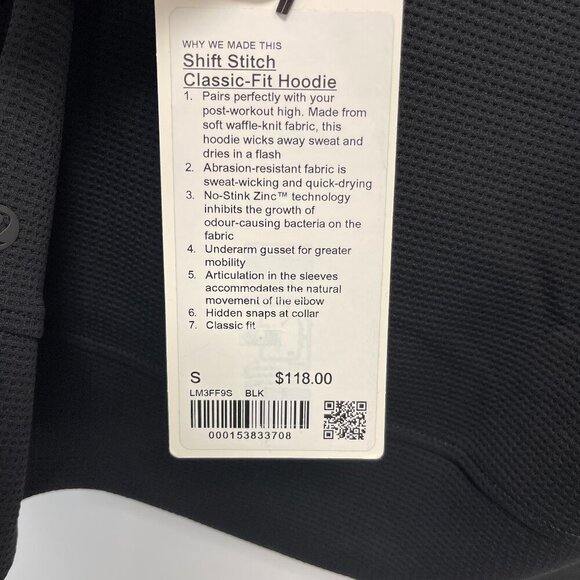 WHY WE MADE THIS
Shift Stitch
Classic-Fit Hoodie
1. Pairs perfectly with your
post-workout high. Made from
soft waffle-knit fabric, this
hoodie wicks away sweat and
dries in a flash
2. Abrasion-resistant fabric is
sweat-wicking and quick-drying
3. No-Stink Zinc™ technology
inhibits the growth of
odour-causing bacteria on the
fabric
4. Underarm gusset for greater
mobility
5. Articulation in the sleeves
accommodates the natural
movement of the elbow
6. Hidden snaps at collar
7. Classic fit
S $118.00
LM3FF9S BLK
000153833708